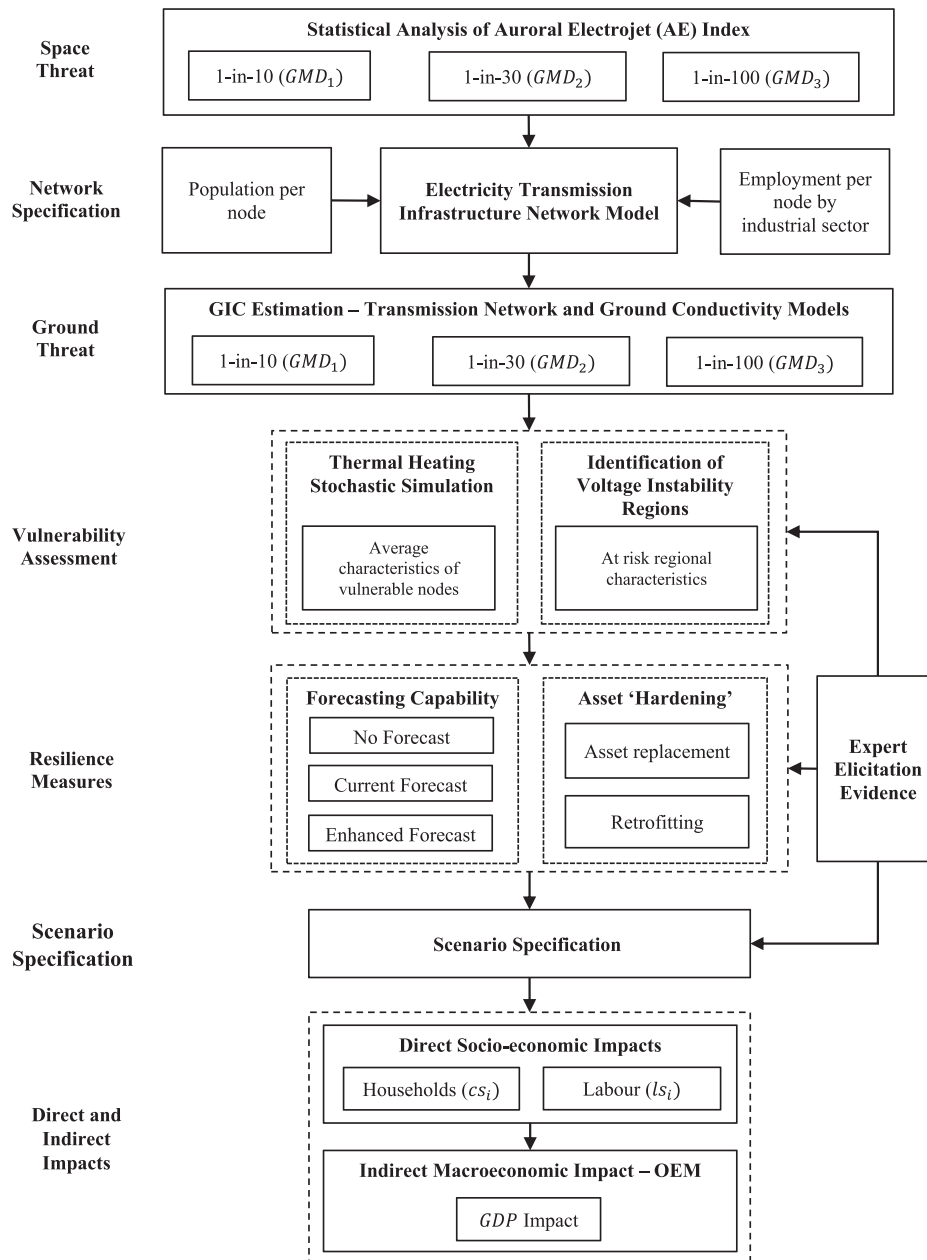 Space
Threat
Statistical Analysis of Auroral Electrojet (AE) Index
1-in-10 (GMD₁)
1-in-30 (GMD₂)
1-in-100 (GMD₃)
Network
Specification
Population per
node
Electricity Transmission
Infrastructure Network Model
Employment per
node by
industrial sector
Ground
Threat
GIC Estimation – Transmission Network and Ground Conductivity Models
1-in-10 (GMD₁)
1-in-30 (GMD₂)
1-in-100 (GMD₃)
Vulnerability
Assessment
Thermal Heating
Stochastic Simulation
Average
characteristics of
vulnerable nodes
Identification of
Voltage Instability
Regions
At risk regional
characteristics
Resilience
Measures
Forecasting Capability
No Forecast
Current Forecast
Enhanced Forecast
Asset ‘Hardening’
Asset replacement
Retrofitting
Expert
Elicitation
Evidence
Scenario
Specification
Scenario Specification
Direct and
Indirect
Impacts
Direct Socio-economic Impacts
Households (csᵢ)
Labour (lsᵢ)
Indirect Macroeconomic Impact – OEM
GDP Impact